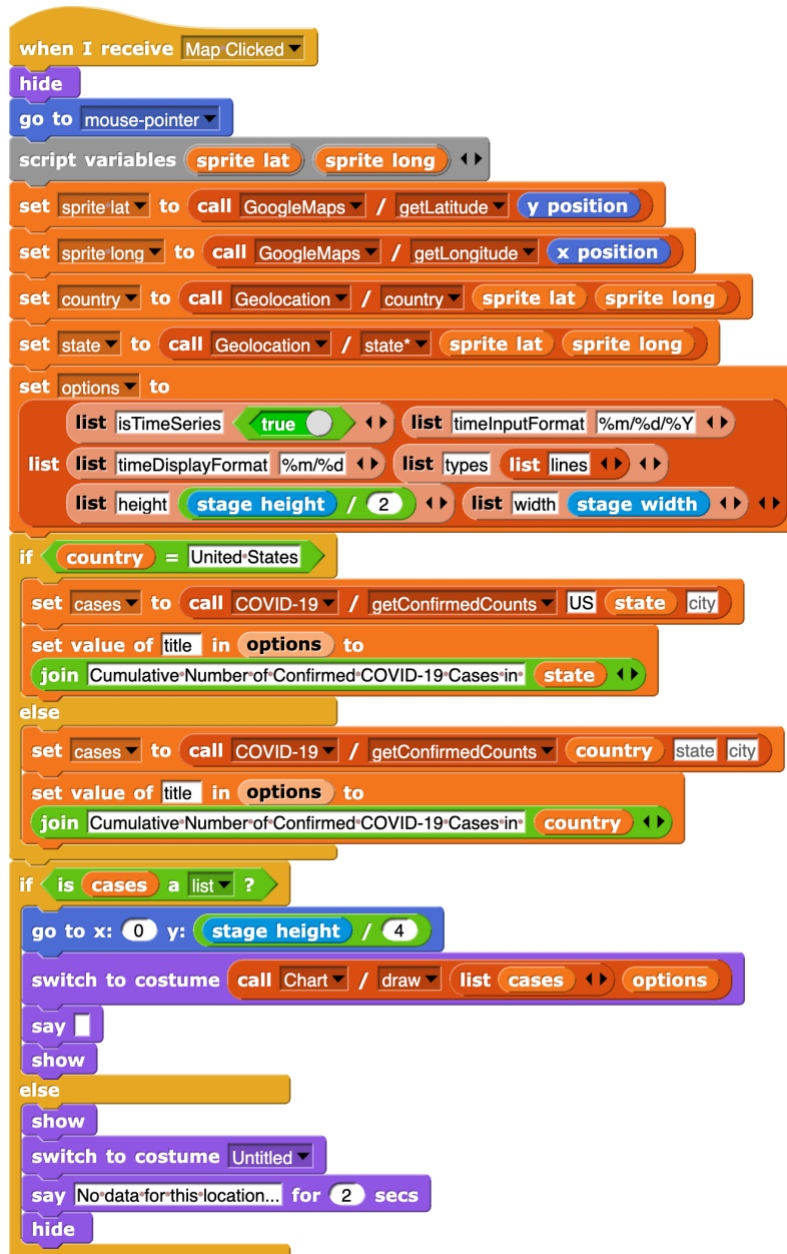 when I receive Map Clicked
hide
go to mouse-pointer
script variables sprite lat sprite long
set sprite lat to call GoogleMaps / getLatitude y position
set sprite long to call GoogleMaps / getLongitude x position
set country to call Geolocation / country sprite lat sprite long
set state to call Geolocation / state* sprite lat sprite long
set options to
list isTimeSeries true list timeInputFormat %m/%d/%Y
list list timeDisplayFormat %m/%d list types list lines
list height stage height / 2 list width stage width
if country = United States
set cases to call COVID-19 / getConfirmedCounts US state city
set value of title in options to
join Cumulative Number of Confirmed COVID-19 Cases in state
else
set cases to call COVID-19 / getConfirmedCounts country state city
set value of title in options to
join Cumulative Number of Confirmed COVID-19 Cases in country
if is cases a list ?
go to x: 0 y: stage height / 4
switch to costume call Chart / draw list cases options
say
show
else
show
switch to costume Untitled
say No data for this location... for 2 secs
hide